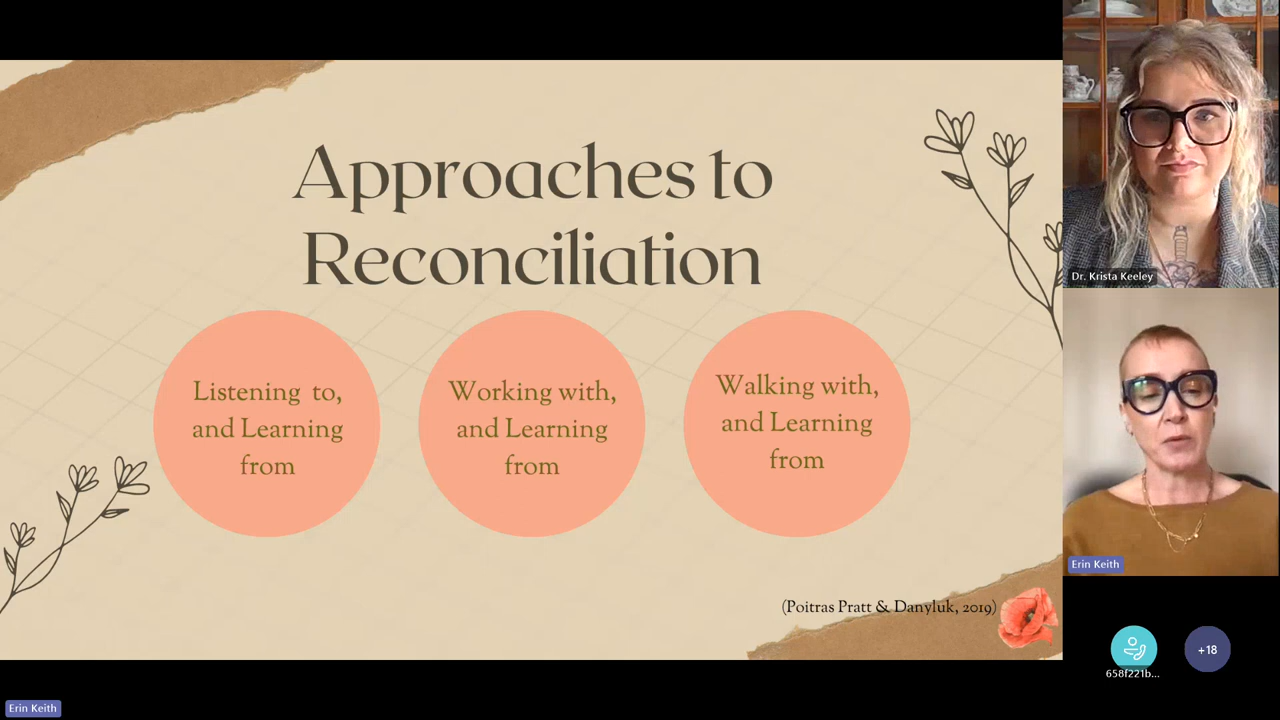 Approaches to
Reconciliation
Listening to,
and Learning
from
Working with,
and Learning
from
Walking with,
and Learning
from
(Poitras Pratt & Danyluk, 2019)
Dr. Krista Keeley
Erin Keith
658f221b...
+18
Erin Keith